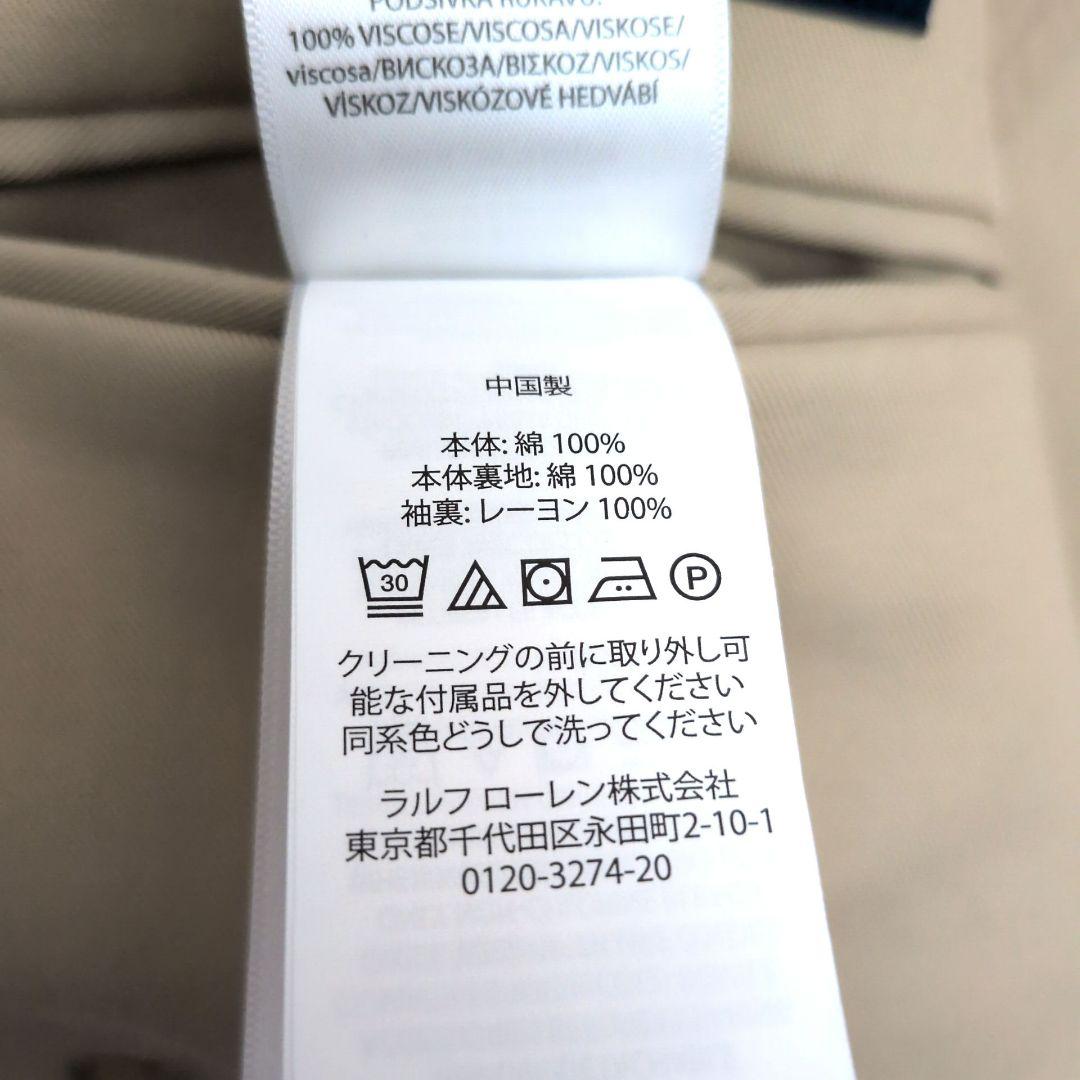 PODŠÍVKA RUKÁVŮ:
100% VISCOSE/VISCOSA/VISKOSE/
viscosa/ВИСКОЗА/ΒΙΣΚΟΖ/VISKOS/
VİSKOZ/VISKÓZOVÉ HEDVÁBÍ
中国製
本体: 綿 100%
本体裏地: 綿 100%
袖裏: レーヨン 100%
30 P
クリーニングの前に取り外し可
能な付属品を外してください
同系色どうしで洗ってください
ラルフ ローレン株式会社
東京都千代田区永田町2-10-1
0120-3274-20